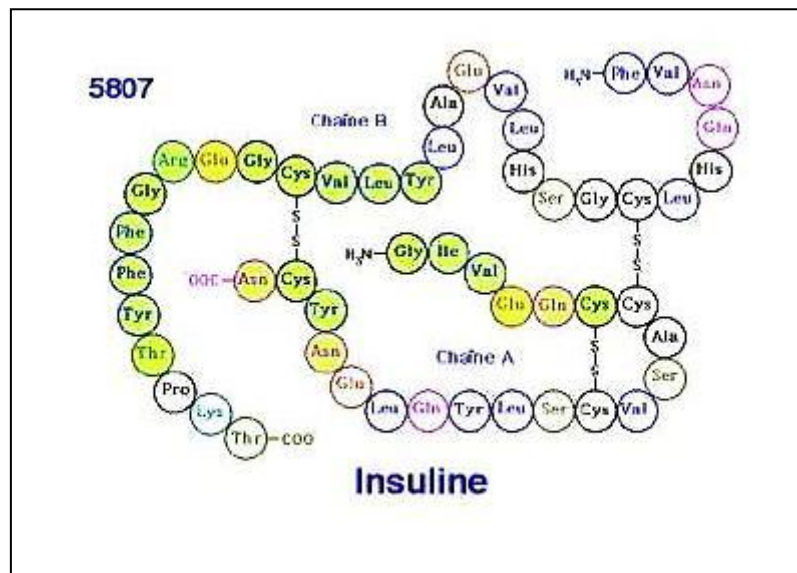 5807
Chaîne B
H₃N–Phe Val Asn Gln His Leu Cys Gly Ser His Leu Val Glu Ala Leu Tyr Leu Val Cys Gly Glu Arg Gly Phe Phe Tyr Thr Pro Lys Thr–COO
S
S
S
S
H₃N–Gly Ile Val Glu Gln Cys Cys Ala Ser Val Cys Ser Leu Tyr Gln Leu Glu Asn Tyr Cys Asn–OOC
S
S
Chaîne A
Insuline